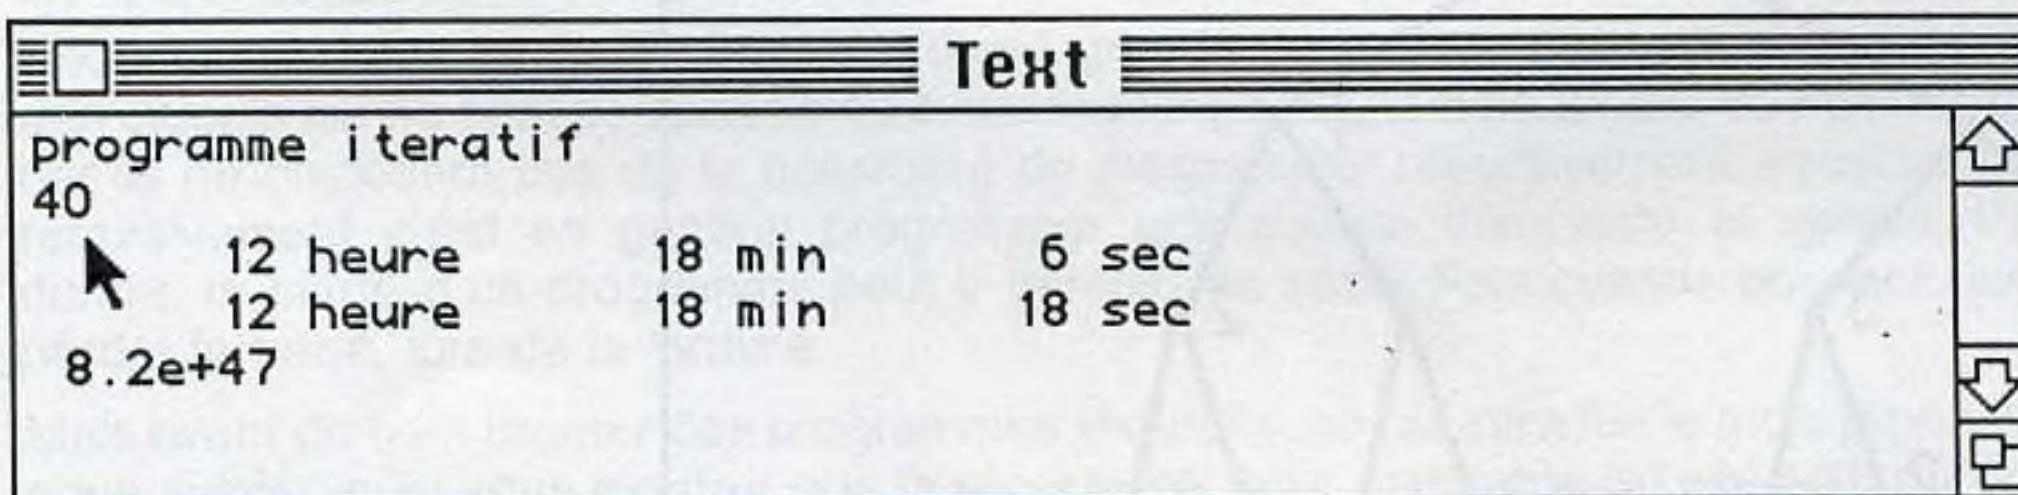 Text
programme iteratif
40
12 heure 18 min 6 sec
12 heure 18 min 18 sec
8.2e+47